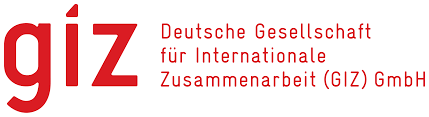 giz
Deutsche Gesellschaft
für Internationale
Zusammenarbeit (GIZ) GmbH